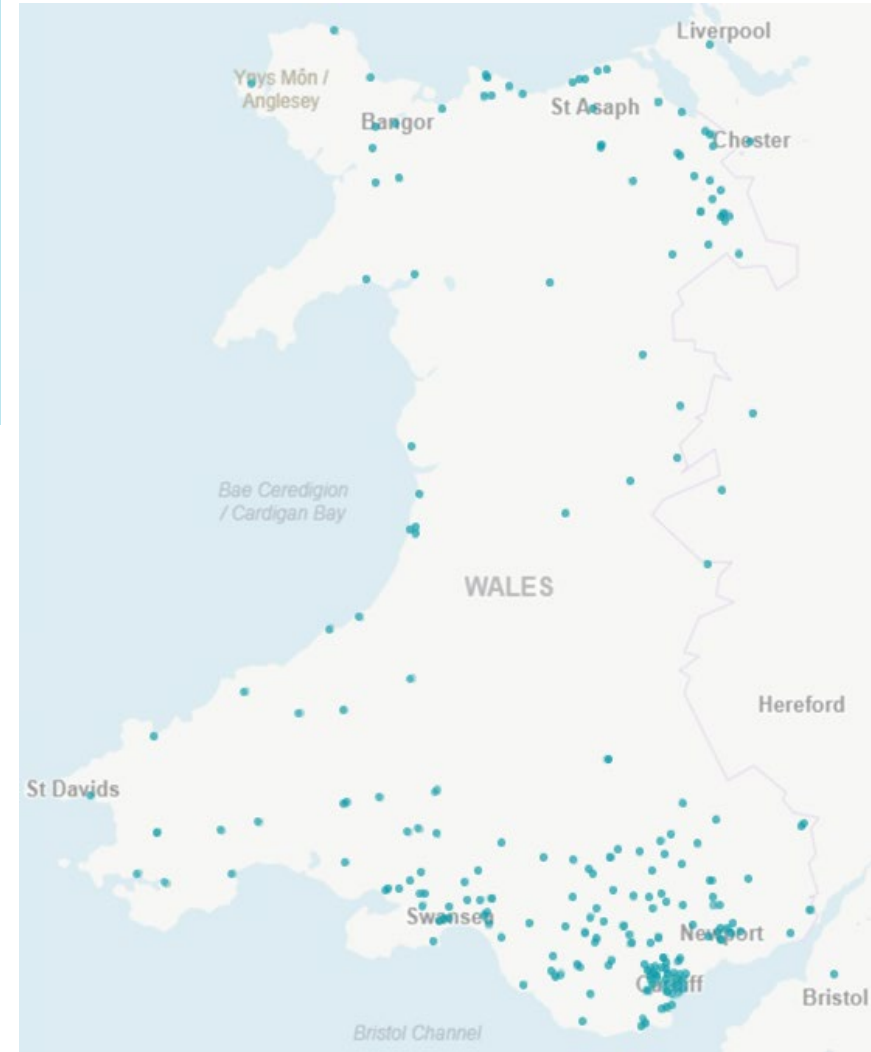 Liverpool
Ynys Môn /
Anglesey
Bangor
St Asaph
Chester
Bae Ceredigion
/ Cardigan Bay
WALES
Hereford
St Davids
Swansea
Newport
Cardiff
Bristol
Bristol Channel